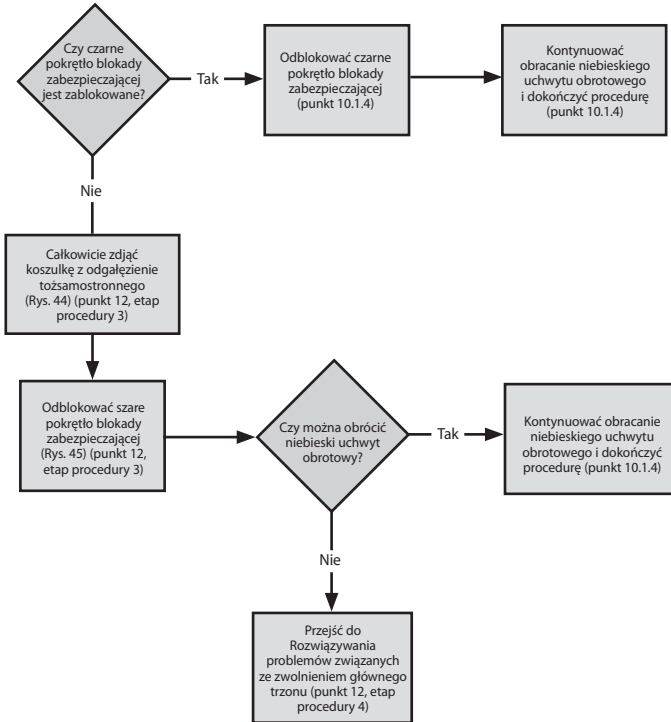 Czy czarne
pokrętło blokady
zabezpieczającej
jest zablokowane?
Tak
Odblokować czarne
pokrętło blokady
zabezpieczającej
(punkt 10.1.4)
Kontynuować
obracanie niebieskiego
uchwytu obrotowego
i dokończyć procedurę
(punkt 10.1.4)
Nie
Całkowicie zdjąć
koszulkę z odgałęzienie
tożsamostronnego
(Rys. 44) (punkt 12, etap
procedury 3)
Odblokować szare
pokrętło blokady
zabezpieczającej
(Rys. 45) (punkt 12,
etap procedury 3)
Czy można obrócić
niebieski uchwyt
obrotowy?
Tak
Kontynuować obracanie
niebieskiego uchwytu
obrotowego i dokończyć
procedurę (punkt 10.1.4)
Nie
Przejść do
Rozwiązywania
problemów związanych
ze zwolnieniem głównego
trzonu (punkt 12, etap
procedury 4)